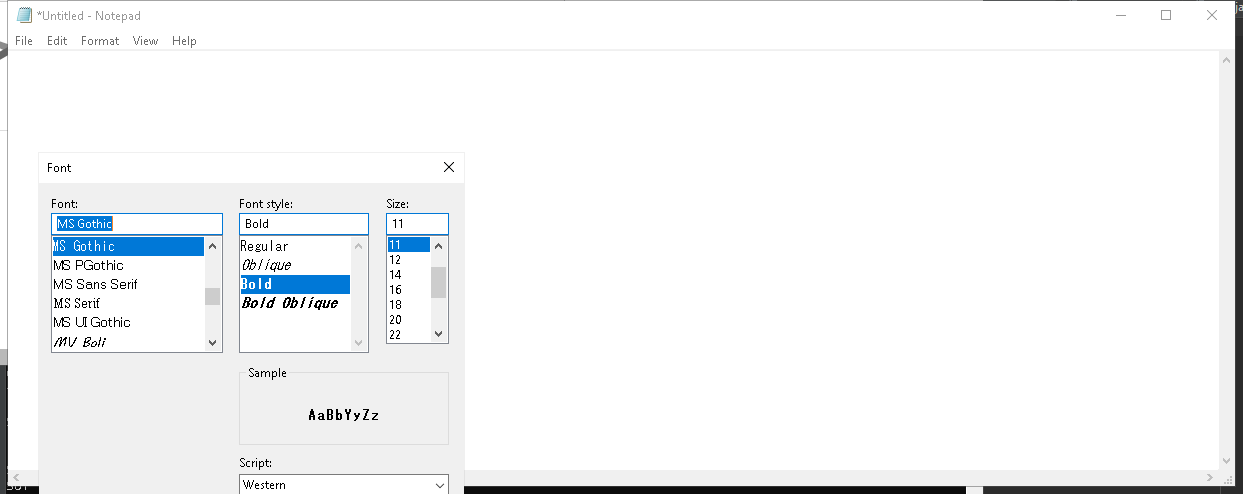 *Untitled - Notepad
File Edit Format View Help
Font
Font: Font style: Size:
MS Gothic Bold 11
MS Gothic Regular 11
MS PGothic Oblique 12
MS Sans Serif Bold 14
MS Serif Bold Oblique 16
MS UI Gothic 18
MV Boli 20
22
Sample
AaBbYyZz
Script:
Western